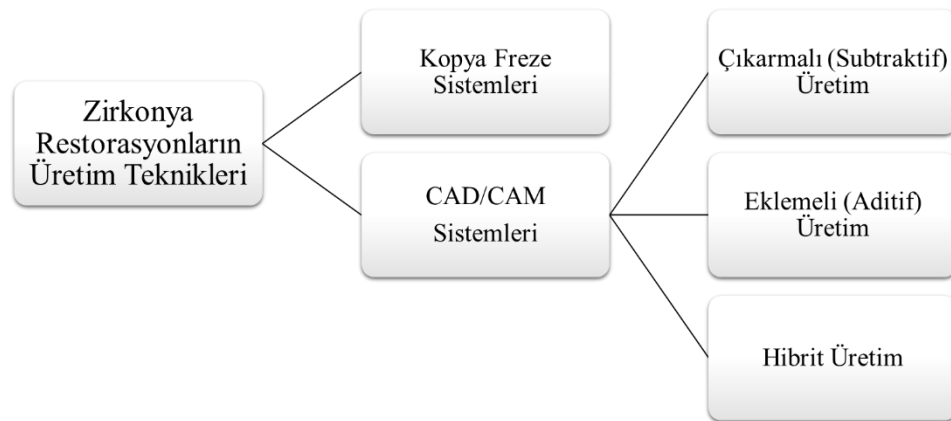 Zirkonya
Restorasyonların
Üretim Teknikleri
Kopya Freze
Sistemleri
CAD/CAM
Sistemleri
Çıkarmalı (Subtraktif)
Üretim
Eklemeli (Aditif)
Üretim
Hibrit Üretim